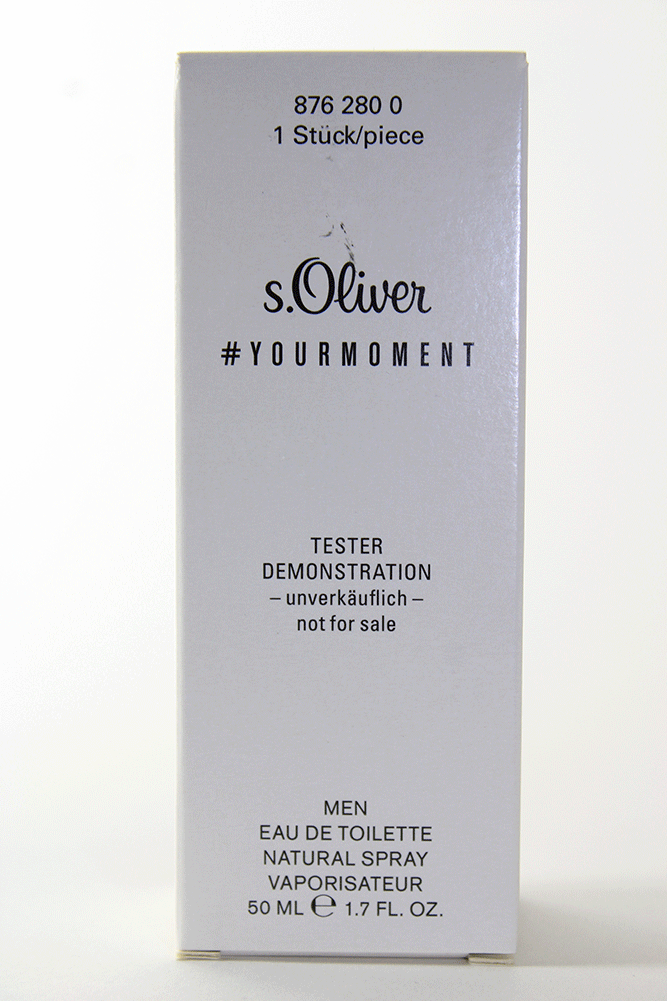 876 280 0
1 Stück/piece
s.Oliver
#YOURMOMENT
TESTER
DEMONSTRATION
– unverkäuflich –
not for sale
MEN
EAU DE TOILETTE
NATURAL SPRAY
VAPORISATEUR
50 ML ℮ 1.7 FL. OZ.